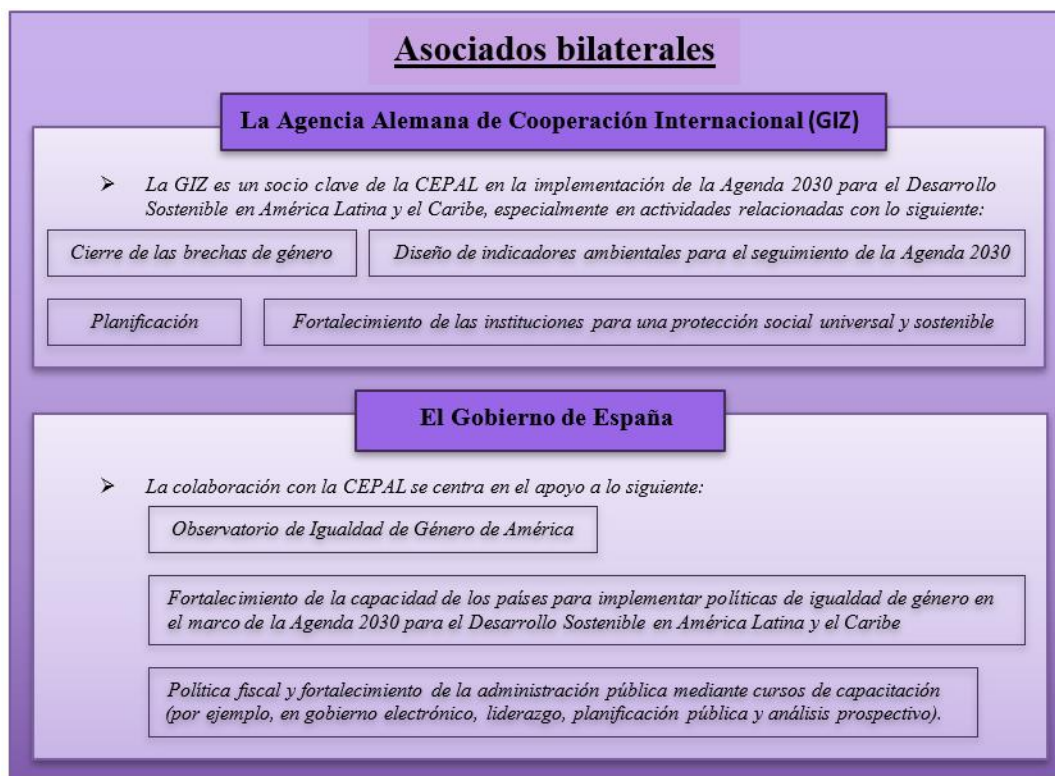 Asociados bilaterales
La Agencia Alemana de Cooperación Internacional (GIZ)
➢ La GIZ es un socio clave de la CEPAL en la implementación de la Agenda 2030 para el Desarrollo
Sostenible en América Latina y el Caribe, especialmente en actividades relacionadas con lo siguiente:
Cierre de las brechas de género
Diseño de indicadores ambientales para el seguimiento de la Agenda 2030
Planificación
Fortalecimiento de las instituciones para una protección social universal y sostenible
El Gobierno de España
➢ La colaboración con la CEPAL se centra en el apoyo a lo siguiente:
Observatorio de Igualdad de Género de América
Fortalecimiento de la capacidad de los países para implementar políticas de igualdad de género en
el marco de la Agenda 2030 para el Desarrollo Sostenible en América Latina y el Caribe
Política fiscal y fortalecimiento de la administración pública mediante cursos de capacitación
(por ejemplo, en gobierno electrónico, liderazgo, planificación pública y análisis prospectivo).